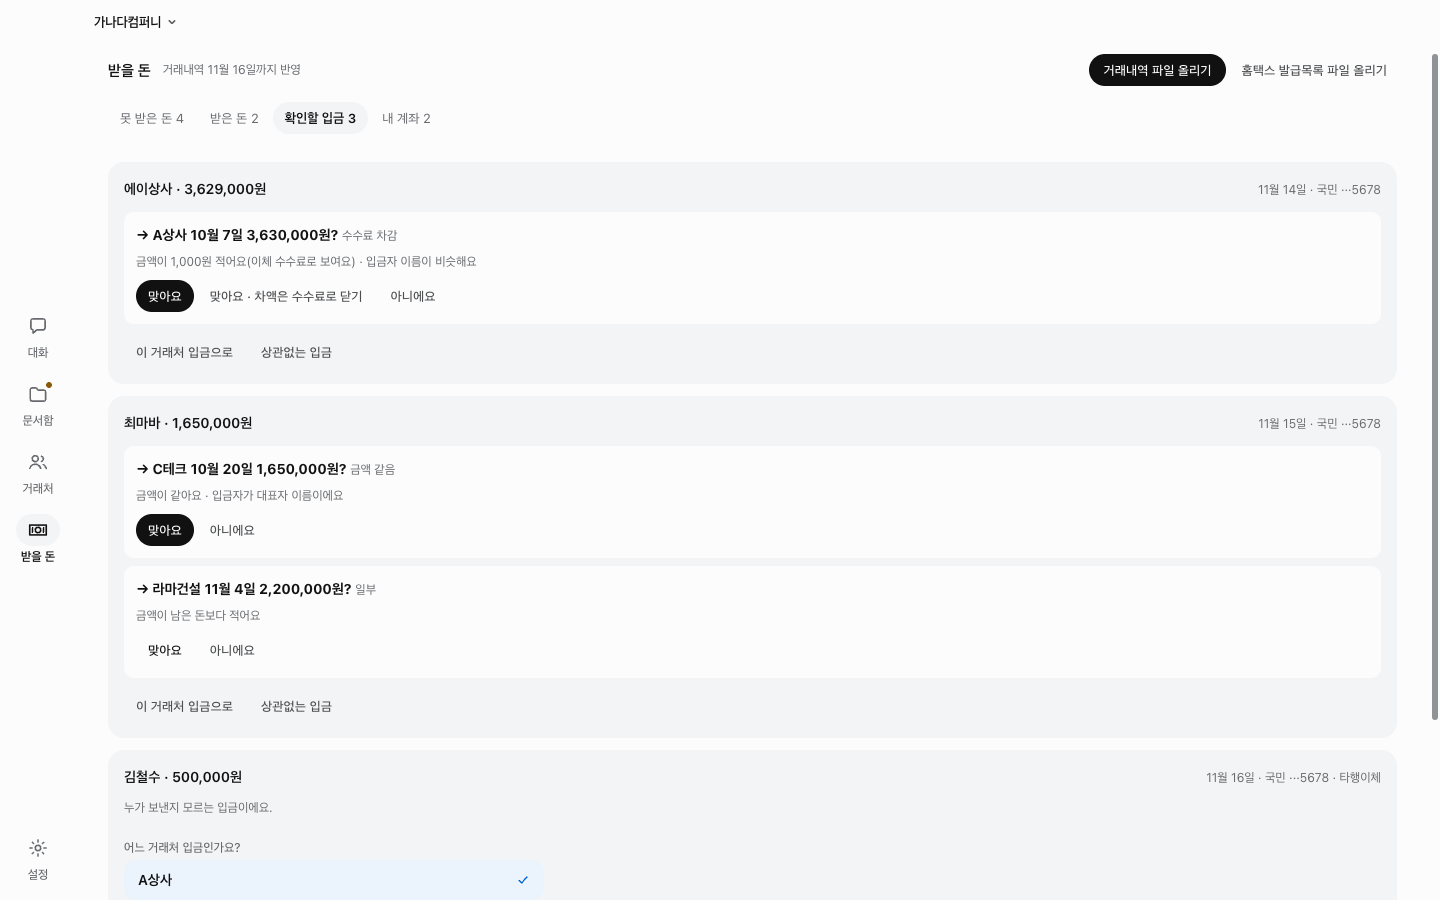 가나다컴퍼니
받을 돈 거래내역 11월 16일까지 반영
거래내역 파일 올리기 홈택스 발급목록 파일 올리기
못 받은 돈 4 받은 돈 2 확인할 입금 3 내 계좌 2
에이상사 · 3,629,000원 11월 14일 · 국민 ···5678
→ A상사 10월 7일 3,630,000원? 수수료 차감
금액이 1,000원 적어요(이체 수수료로 보여요) · 입금자 이름이 비슷해요
맞아요 맞아요 · 차액은 수수료로 닫기 아니에요
이 거래처 입금으로 상관없는 입금
최마바 · 1,650,000원 11월 15일 · 국민 ···5678
→ C테크 10월 20일 1,650,000원? 금액 같음
금액이 같아요 · 입금자가 대표자 이름이에요
맞아요 아니에요
→ 라마건설 11월 4일 2,200,000원? 일부
금액이 남은 돈보다 적어요
맞아요 아니에요
이 거래처 입금으로 상관없는 입금
김철수 · 500,000원 11월 16일 · 국민 ···5678 · 타행이체
누가 보낸지 모르는 입금이에요.
어느 거래처 입금인가요?
A상사
대화
문서함
거래처
받을 돈
설정